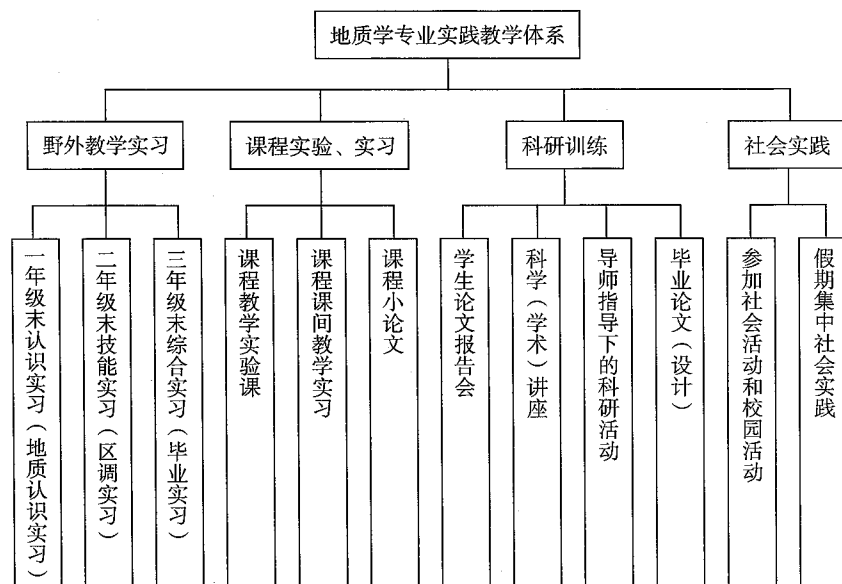 地质学专业实践教学体系
野外教学实习
课程实验、实习
科研训练
社会实践
一年级末认识实习(地质认识实习)
二年级末技能实习(区调实习)
三年级末综合实习(毕业实习)
课程教学实验课
课程课间教学实习
课程小论文
学生论文报告会
科学(学术)讲座
导师指导下的科研活动
毕业论文(设计)
参加社会活动和校园活动
假期集中社会实践